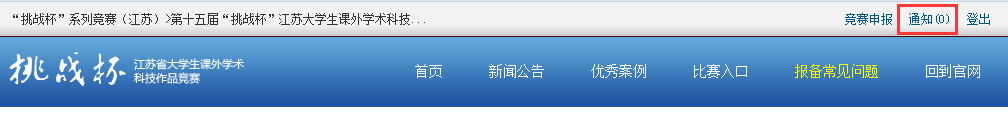 “挑战杯”系列竞赛（江苏）>第十五届“挑战杯”江苏大学生课外学术科技... 竞赛申报 通知(0) 登出
挑战杯 江苏省大学生课外学术
科技作品竞赛
首页 新闻公告 优秀案例 比赛入口 报备常见问题 回到官网